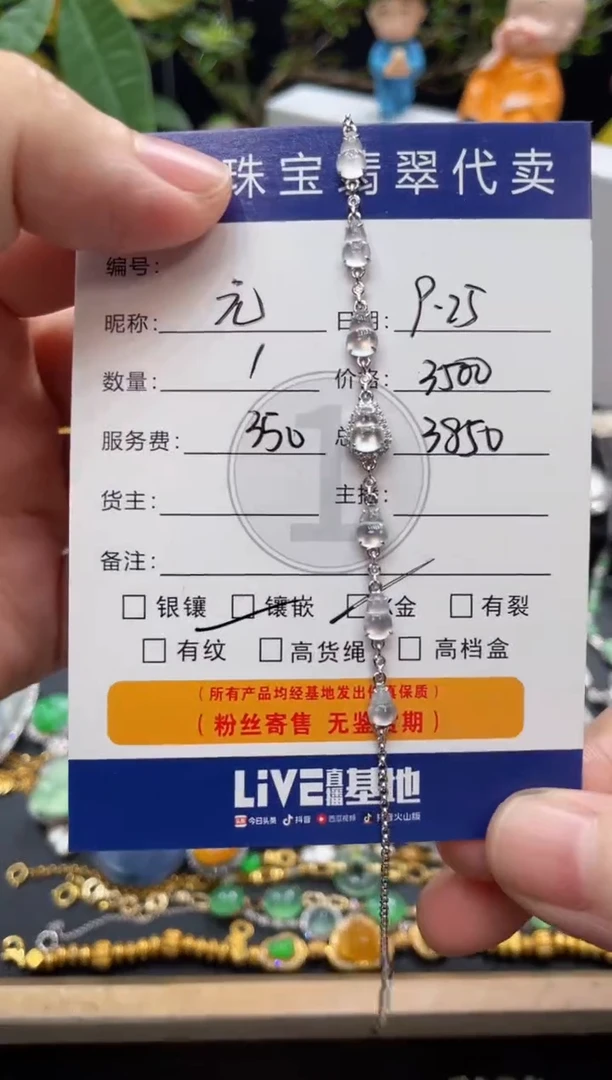 珠宝翡翠代卖
编号：
昵称： 元 日期： 9.25
数量： 1 价格： 3500
服务费： 350 总 3850
货主： 主播：
备注：
1
□ 银镶 □ 镶嵌 □ K金 □ 有裂
□ 有纹 □ 高货绳 □ 高档盒
（所有产品均经基地发出 保真保质）
（粉丝寄售 无鉴 期）
LiVE直播基地
今日头条 抖音 西瓜视频 抖音火山版